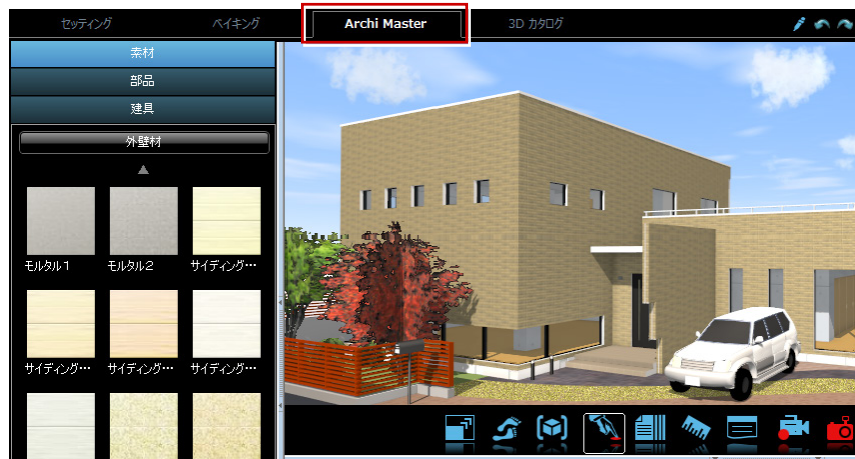 セッティング
ベイキング
Archi Master
3D カタログ
素材
部品
建具
外壁材
モルタル1
モルタル2
サイディング…
サイディング…
サイディング…
サイディング…